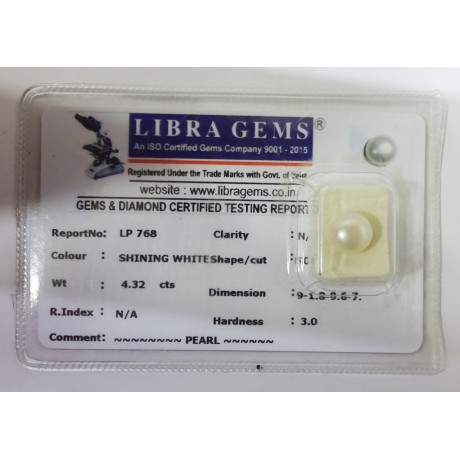 LIBRA GEMS®
An ISO Certified Gems Company 9001 - 2015
Registered Under the Trade Marks with Govt. of
website : www.libragems.co.in
GEMS & DIAMOND CERTIFIED TESTING REPORT
ReportNo: LP 768 Clarity :
Colour : SHINING WHITE Shape/cut :
Wt : 4.32 cts Dimension :
R.Index : N/A Hardness : 3.0
Comment: ~~~~~~~~ PEARL ~~~~~~~